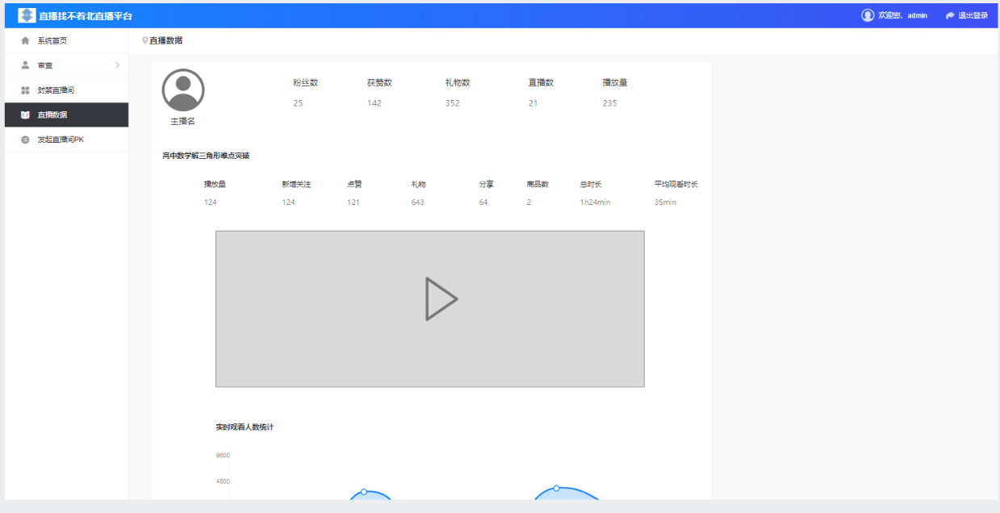 直播找不着北直播平台
欢迎您，admin
退出登录
系统首页
审查
封禁直播间
直播数据
发起直播间PK
直播数据
主播名
粉丝数 获赞数 礼物数 直播数 播放量
25 142 352 21 235
高中数学解三角形难点突破
播放量 新增关注 点赞 礼物 分享 商品数 总时长 平均观看时长
124 124 121 643 64 2 1h24min 35min
实时观看人数统计
9600
4800